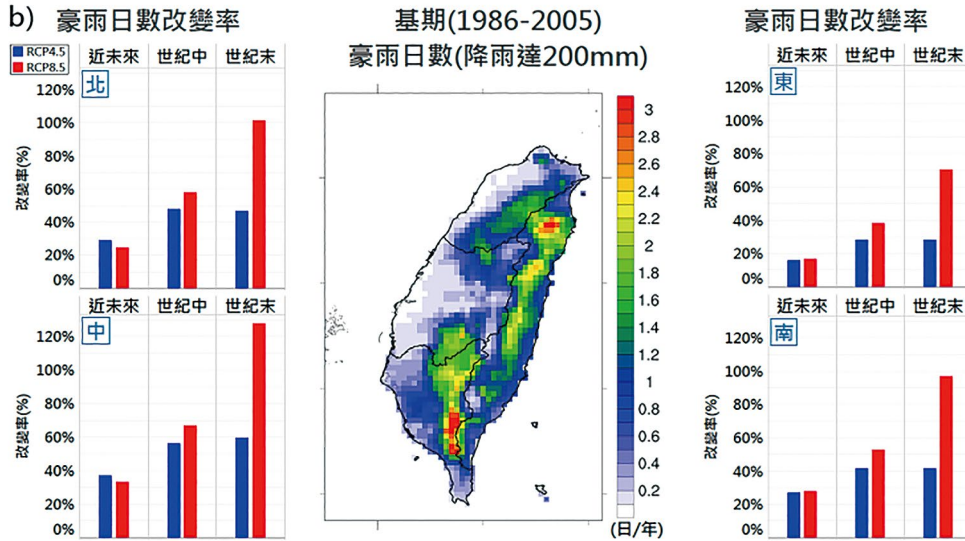 b) 豪雨日數改變率
RCP4.5
RCP8.5
近未來 世紀中 世紀末
北
120%
100%
80%
60%
40%
20%
0%
改變率(%)
近未來 世紀中 世紀末
中
120%
100%
80%
60%
40%
20%
0%
改變率(%)
基期(1986-2005)
豪雨日數(降雨達200mm)
3
2.8
2.6
2.4
2.2
2
1.8
1.6
1.4
1.2
1
0.8
0.6
0.4
0.2
(日/年)
豪雨日數改變率
近未來 世紀中 世紀末
東
120%
100%
80%
60%
40%
20%
0%
改變率(%)
近未來 世紀中 世紀末
南
120%
100%
80%
60%
40%
20%
0%
改變率(%)